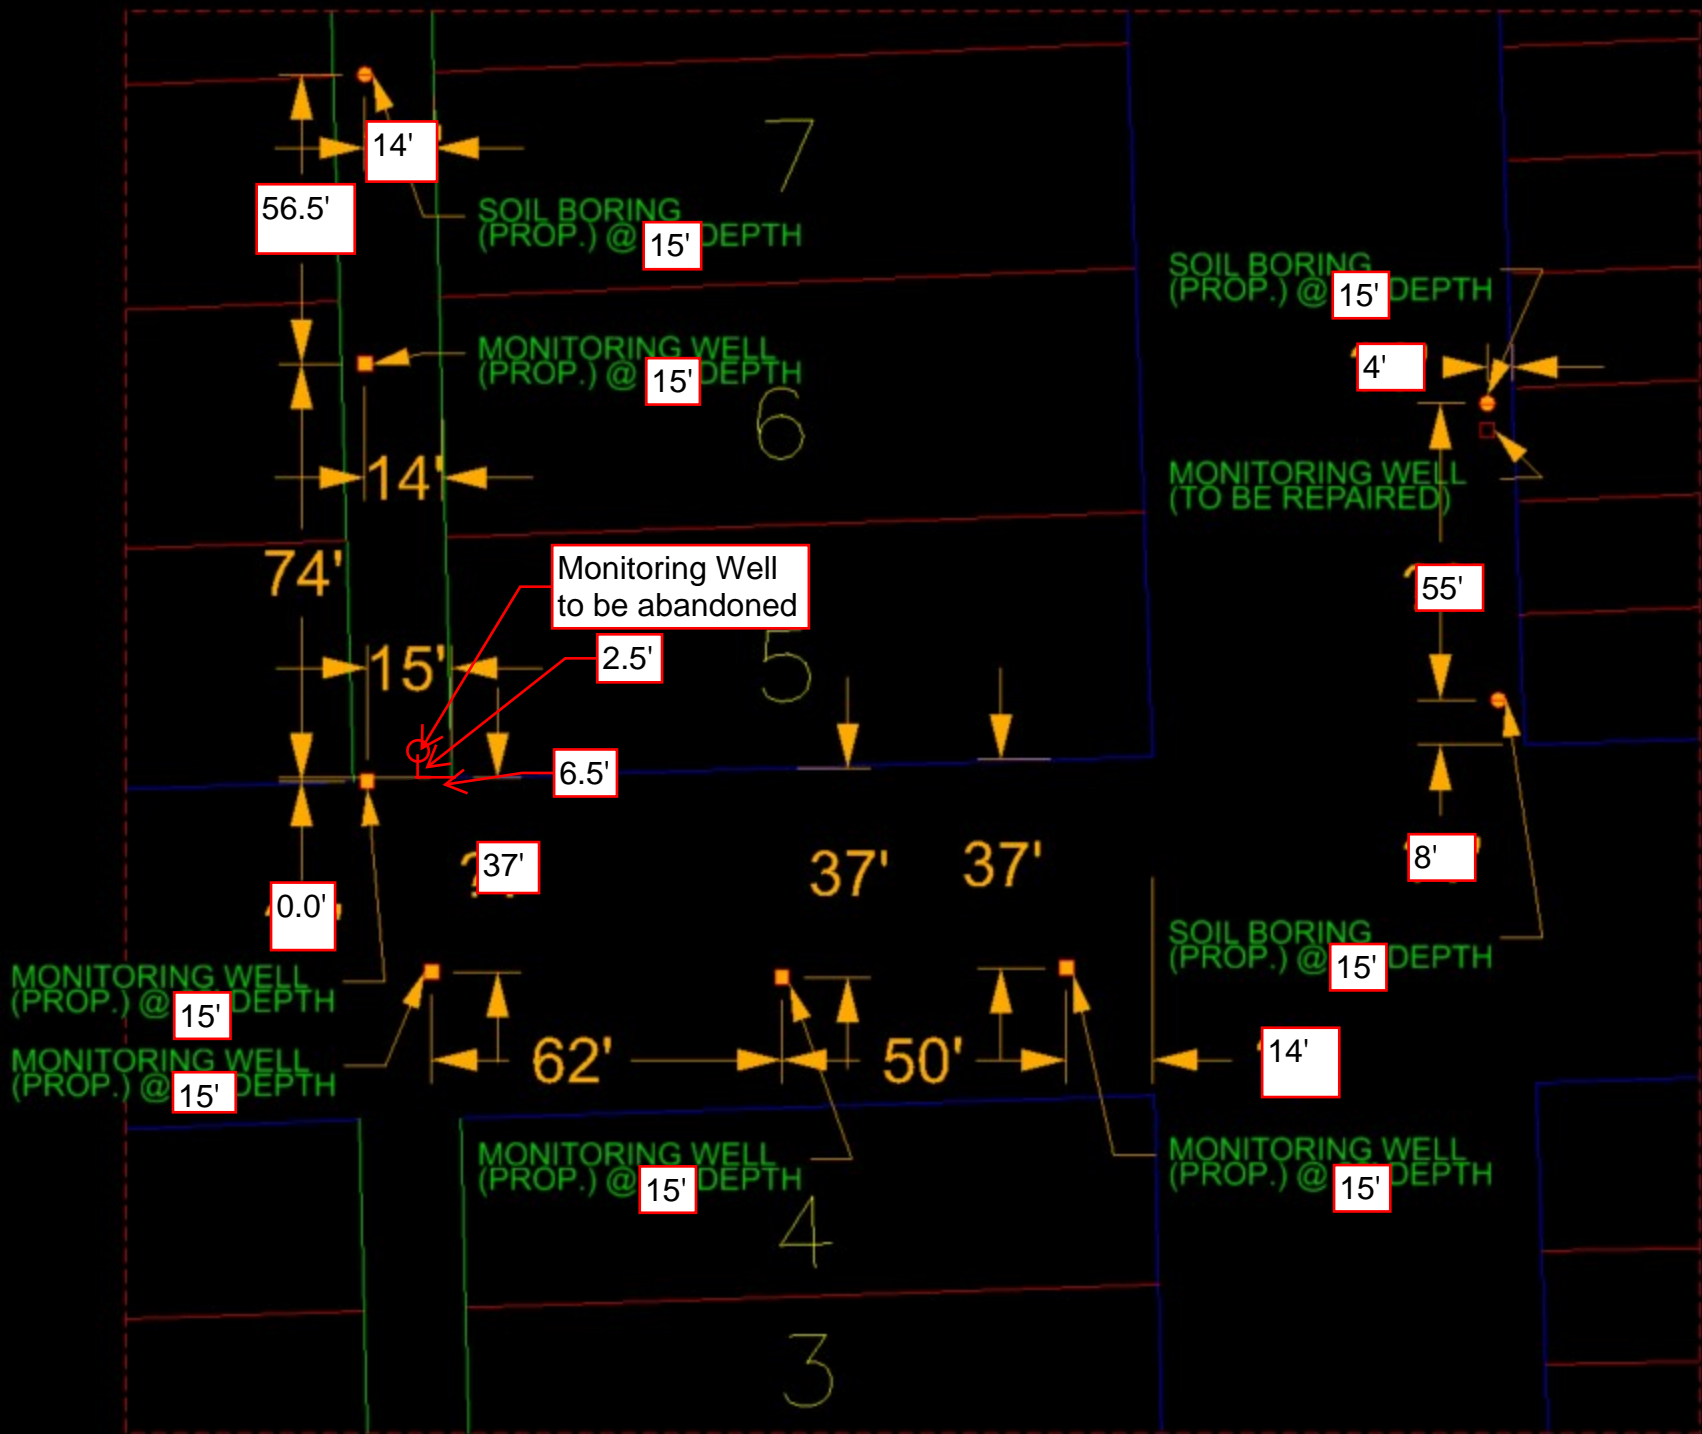 7
14'
56.5'
SOIL BORING
(PROP.) @ 15' DEPTH
SOIL BORING
(PROP.) @ 15' DEPTH
MONITORING WELL
(PROP.) @ 15' DEPTH
4'
6
14'
MONITORING WELL
(TO BE REPAIRED)
74'
Monitoring Well
to be abandoned
55'
15'
2.5'
5
6.5'
37'
37'
37'
8'
0.0'
SOIL BORING
(PROP.) @ 15' DEPTH
MONITORING WELL
(PROP.) @ 15' DEPTH
62'
50'
14'
MONITORING WELL
(PROP.) @ 15' DEPTH
MONITORING WELL
(PROP.) @ 15' DEPTH
MONITORING WELL
(PROP.) @ 15' DEPTH
4
3